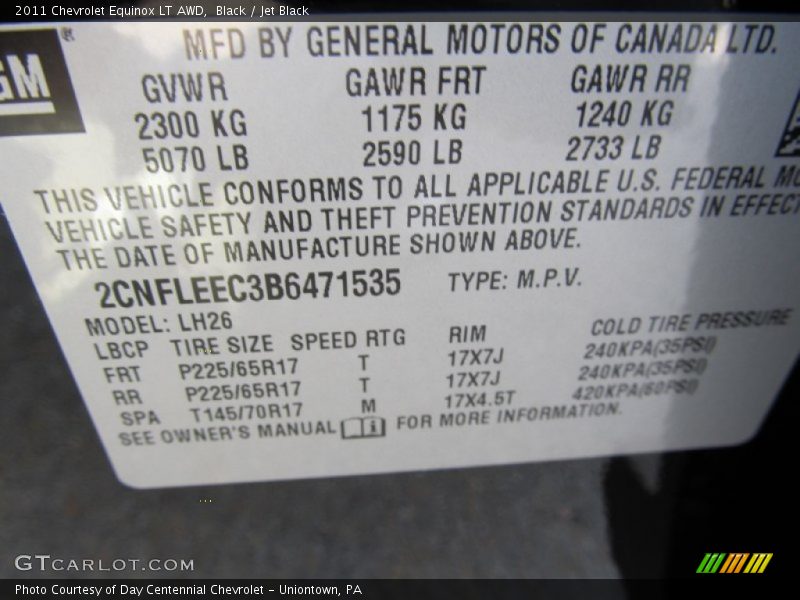 2011 Chevrolet Equinox LT AWD, Black / Jet Black
GM®
MFD BY GENERAL MOTORS OF CANADA LTD.
GVWR GAWR FRT GAWR RR
2300 KG 1175 KG 1240 KG
5070 LB 2590 LB 2733 LB
THIS VEHICLE CONFORMS TO ALL APPLICABLE U.S. FEDERAL MO
VEHICLE SAFETY AND THEFT PREVENTION STANDARDS IN EFFECT
THE DATE OF MANUFACTURE SHOWN ABOVE.
2CNFLEEC3B6471535 TYPE: M.P.V.
MODEL: LH26
LBCP TIRE SIZE SPEED RTG RIM COLD TIRE PRESSURE
FRT P225/65R17 T 17X7J 240KPA(35PSI)
RR P225/65R17 T 17X7J 240KPA(35PSI)
SPA T145/70R17 M 17X4.5T 420KPA(60PSI)
SEE OWNER'S MANUAL i FOR MORE INFORMATION.
GTCARLOT.COM
Photo Courtesy of Day Centennial Chevrolet - Uniontown, PA